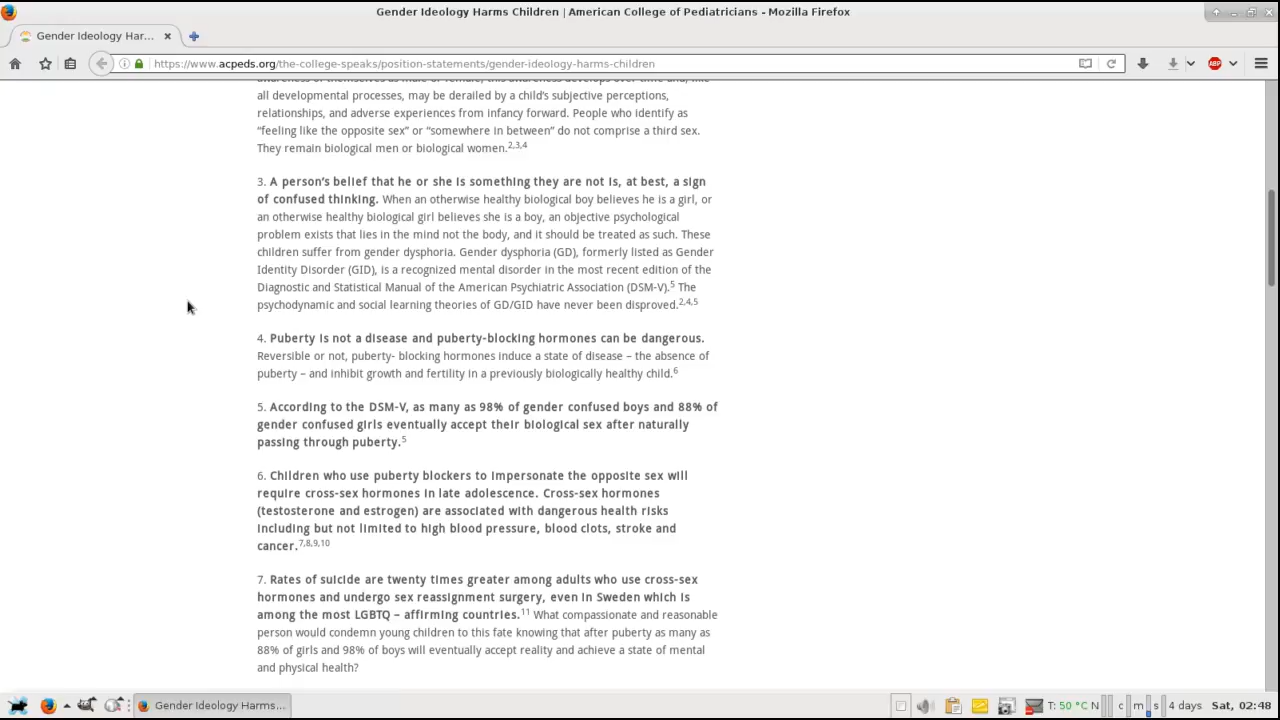 Gender Ideology Harms Children | American College of Pediatricians - Mozilla Firefox
Gender Ideology Har...
https://www.acpeds.org/the-college-speaks/position-statements/gender-ideology-harms-children
ABP
awareness of themselves as male or female; this awareness develops over time and, like
all developmental processes, may be derailed by a child's subjective perceptions,
relationships, and adverse experiences from infancy forward. People who identify as
“feeling like the opposite sex” or “somewhere in between” do not comprise a third sex.
They remain biological men or biological women.2,3,4
3. A person's belief that he or she is something they are not is, at best, a sign
of confused thinking. When an otherwise healthy biological boy believes he is a girl, or
an otherwise healthy biological girl believes she is a boy, an objective psychological
problem exists that lies in the mind not the body, and it should be treated as such. These
children suffer from gender dysphoria. Gender dysphoria (GD), formerly listed as Gender
Identity Disorder (GID), is a recognized mental disorder in the most recent edition of the
Diagnostic and Statistical Manual of the American Psychiatric Association (DSM-V).5 The
psychodynamic and social learning theories of GD/GID have never been disproved.2,4,5
4. Puberty is not a disease and puberty-blocking hormones can be dangerous.
Reversible or not, puberty- blocking hormones induce a state of disease – the absence of
puberty – and inhibit growth and fertility in a previously biologically healthy child.6
5. According to the DSM-V, as many as 98% of gender confused boys and 88% of
gender confused girls eventually accept their biological sex after naturally
passing through puberty.5
6. Children who use puberty blockers to impersonate the opposite sex will
require cross-sex hormones in late adolescence. Cross-sex hormones
(testosterone and estrogen) are associated with dangerous health risks
including but not limited to high blood pressure, blood clots, stroke and
cancer.7,8,9,10
7. Rates of suicide are twenty times greater among adults who use cross-sex
hormones and undergo sex reassignment surgery, even in Sweden which is
among the most LGBTQ – affirming countries.11 What compassionate and reasonable
person would condemn young children to this fate knowing that after puberty as many as
88% of girls and 98% of boys will eventually accept reality and achieve a state of mental
and physical health?
Gender Ideology Harms...
T: 50 °C N
c m s 4 days Sat, 02:48